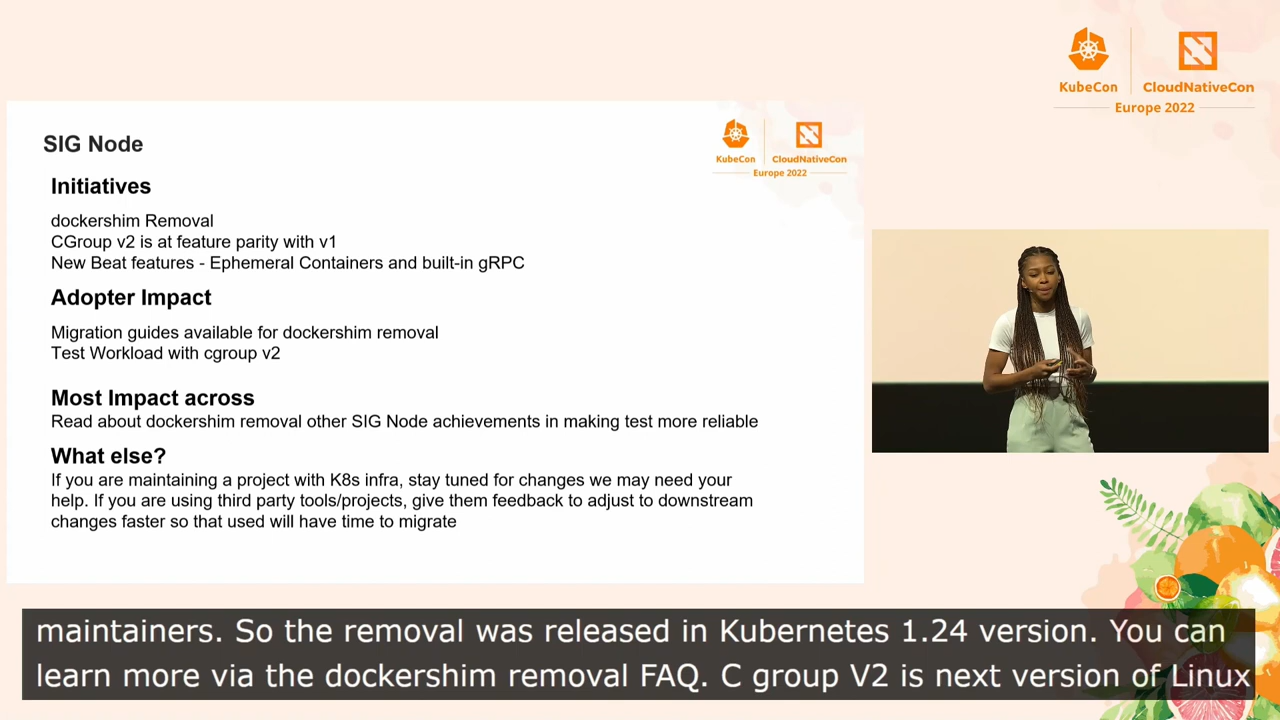 KubeCon
CloudNativeCon
Europe 2022
SIG Node
KubeCon
CloudNativeCon
Europe 2022
Initiatives
dockershim Removal
CGroup v2 is at feature parity with v1
New Beat features - Ephemeral Containers and built-in gRPC
Adopter Impact
Migration guides available for dockershim removal
Test Workload with cgroup v2
Most Impact across
Read about dockershim removal other SIG Node achievements in making test more reliable
What else?
If you are maintaining a project with K8s infra, stay tuned for changes we may need your
help. If you are using third party tools/projects, give them feedback to adjust to downstream
changes faster so that used will have time to migrate
maintainers. So the removal was released in Kubernetes 1.24 version. You can
learn more via the dockershim removal FAQ. C group V2 is next version of Linux